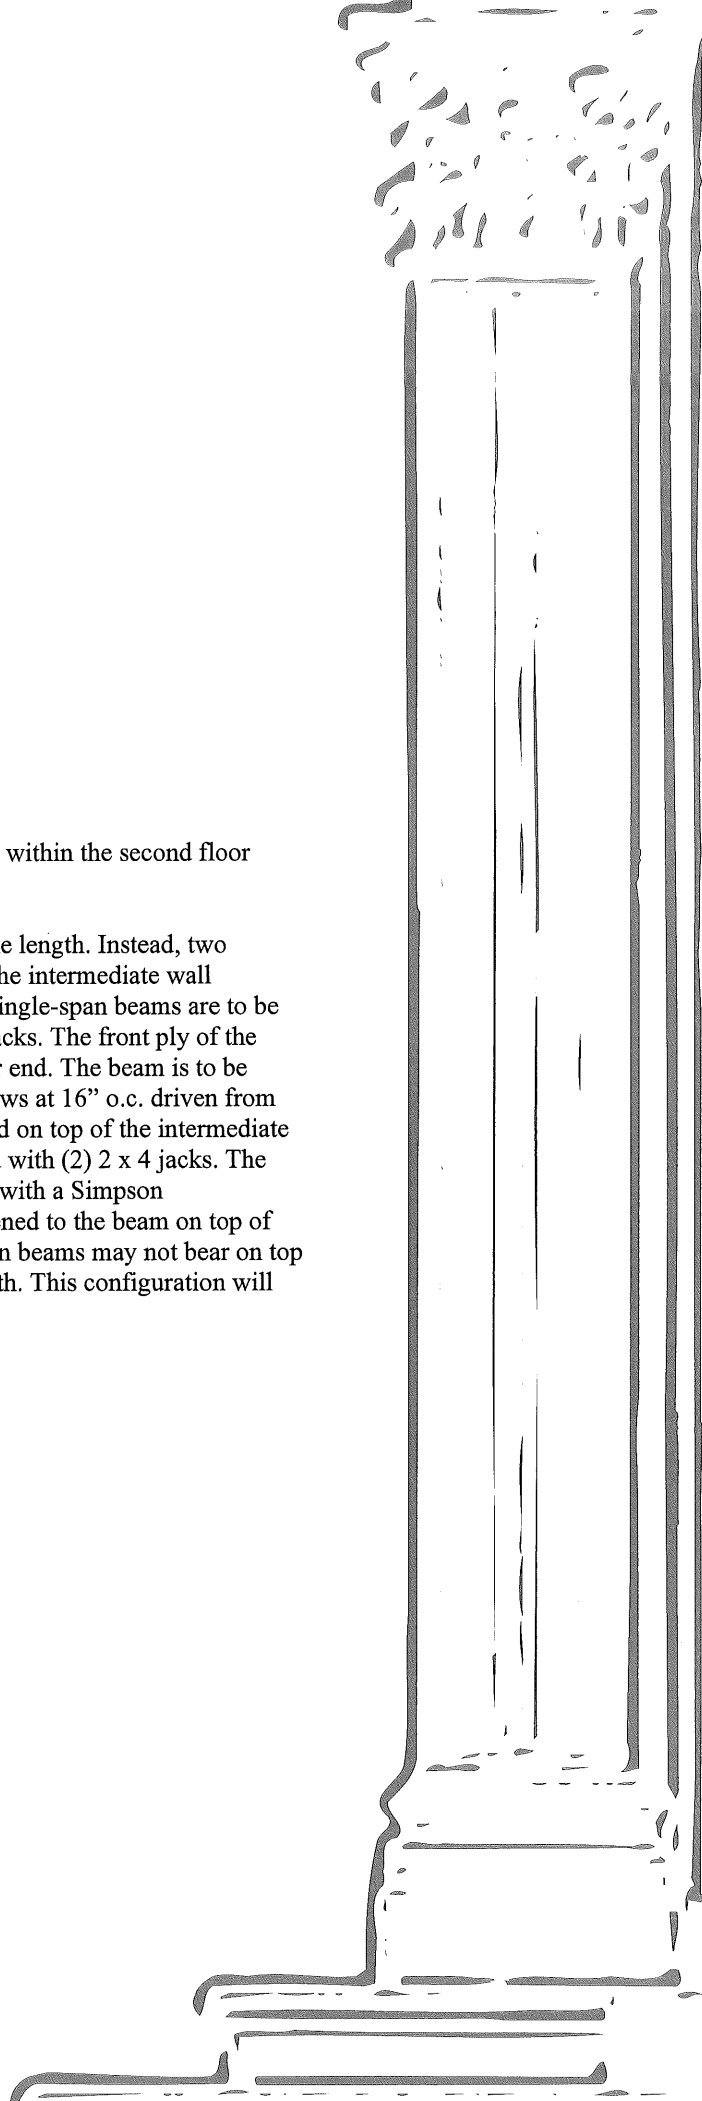 within the second floor
e length. Instead, two
he intermediate wall
ingle-span beams are to be
cks. The front ply of the
end. The beam is to be
ws at 16” o.c. driven from
d on top of the intermediate
with (2) 2 x 4 jacks. The
with a Simpson
ned to the beam on top of
n beams may not bear on top
th. This configuration will